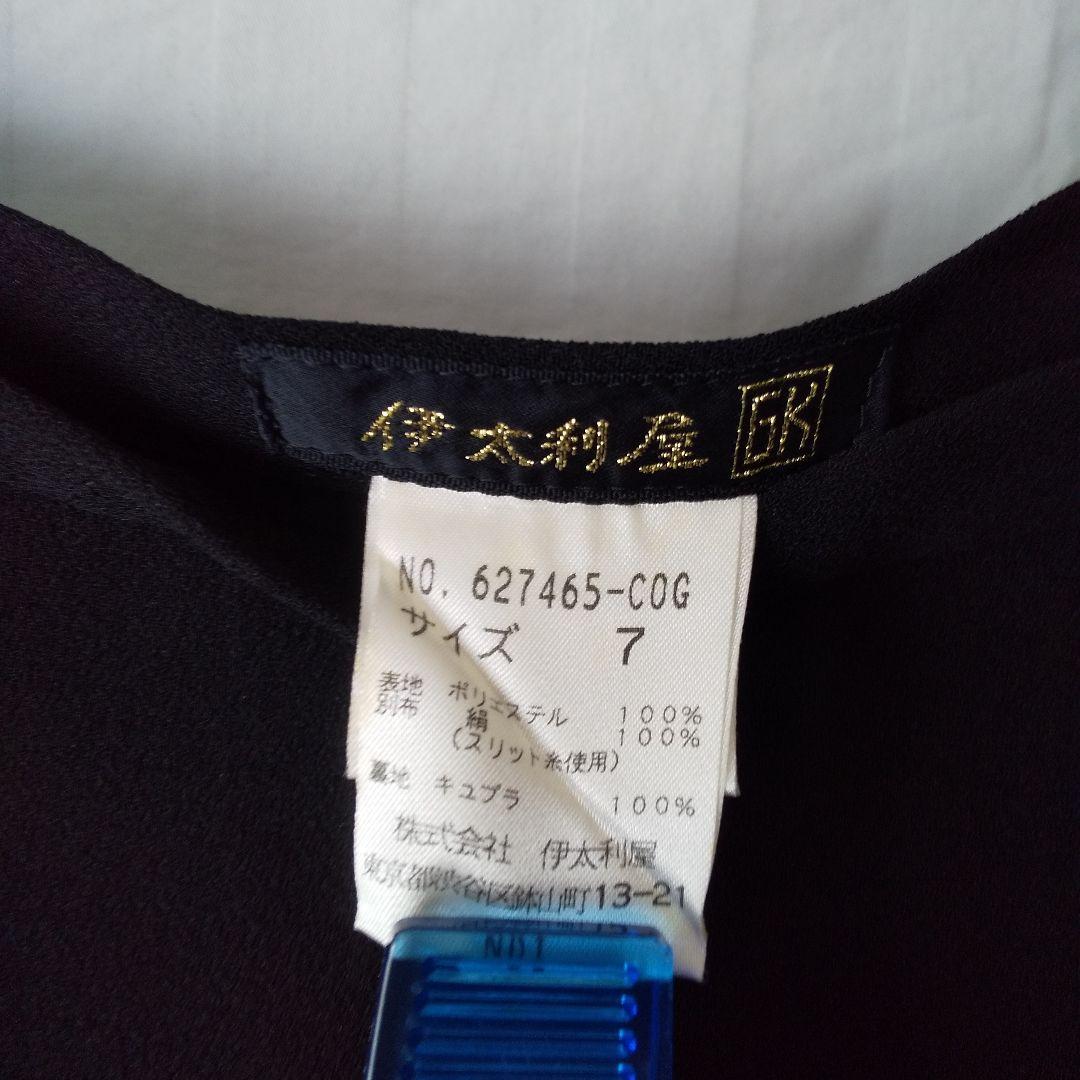 伊太利屋 GK
NO. 627465-COG
サイズ 7
表地 ポリエステル 100%
別布 絹 100%
(スリット糸使用)
裏地 キュプラ 100%
株式会社 伊太利屋
東京都渋谷区鉢山町13-21